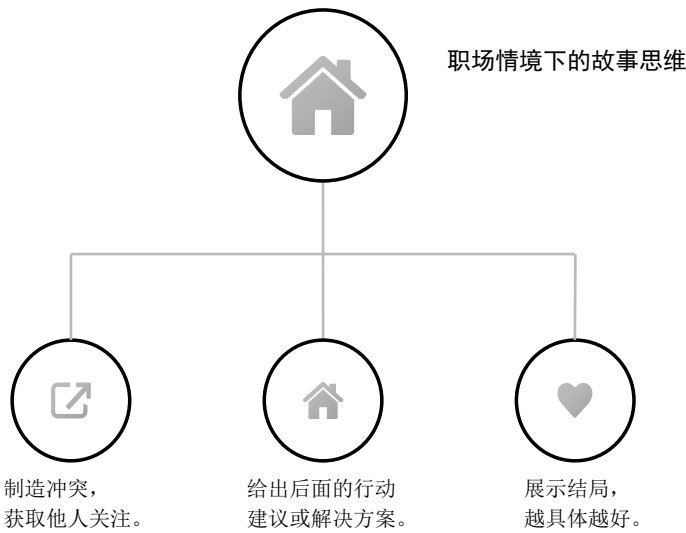 职场情境下的故事思维
制造冲突，
获取他人关注。
给出后面的行动
建议或解决方案。
展示结局，
越具体越好。